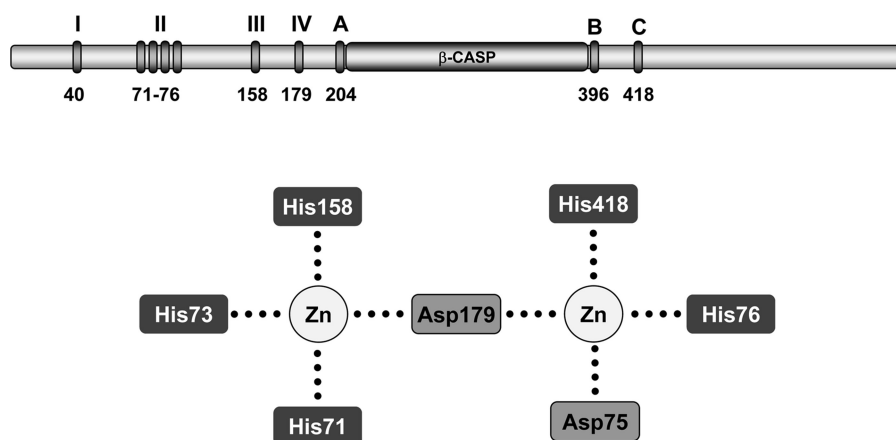 I II III IV A B C
β-CASP
40 71-76 158 179 204 396 418
His158 His418
His73 Zn Asp179 Zn His76
His71 Asp75